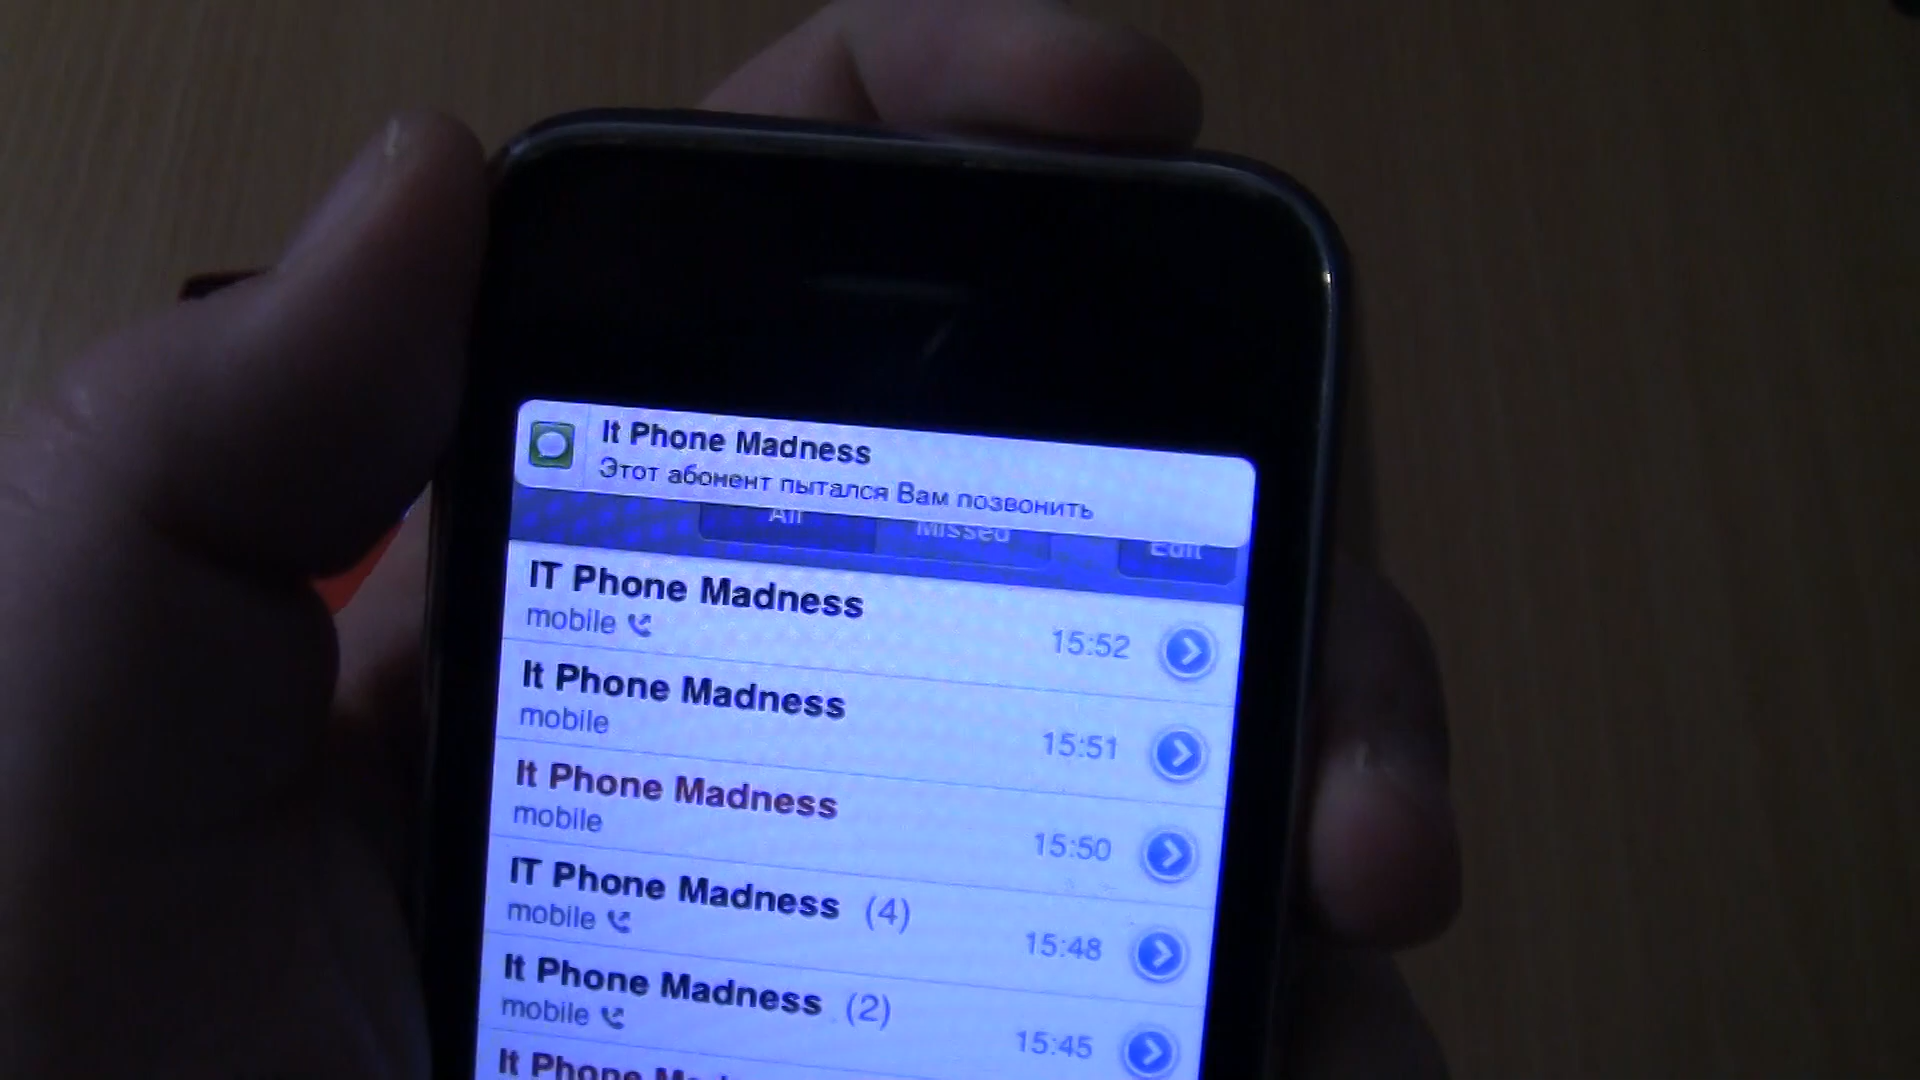 It Phone Madness
Этот абонент пытался Вам позвонить
All Missed Edit
IT Phone Madness
mobile
15:52
It Phone Madness
mobile
15:51
It Phone Madness
mobile
15:50
IT Phone Madness (4)
mobile
15:48
It Phone Madness (2)
mobile
15:45
It Phone